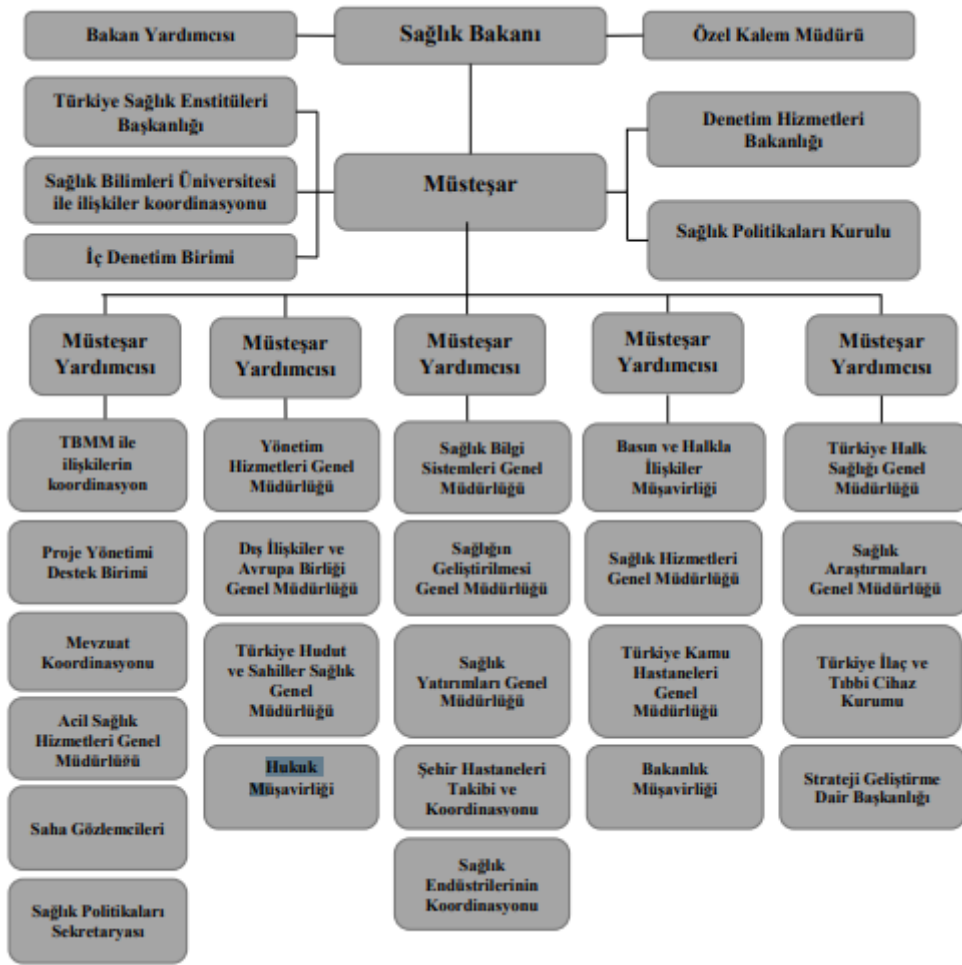 Bakan Yardımcısı
Sağlık Bakanı
Özel Kalem Müdürü
Türkiye Sağlık Enstitüleri
Başkanlığı
Denetim Hizmetleri
Bakanlığı
Sağlık Bilimleri Üniversitesi
ile ilişkiler koordinasyonu
Müsteşar
Sağlık Politikaları Kurulu
İç Denetim Birimi
Müsteşar
Yardımcısı
Müsteşar
Yardımcısı
Müsteşar
Yardımcısı
Müsteşar
Yardımcısı
Müsteşar
Yardımcısı
TBMM ile
ilişkilerin
koordinasyon
Proje Yönetimi
Destek Birimi
Mevzuat
Koordinasyonu
Acil Sağlık
Hizmetleri Genel
Müdürlüğü
Saha Gözlemcileri
Sağlık Politikaları
Sekretaryası
Yönetim
Hizmetleri Genel
Müdürlüğü
Dış İlişkiler ve
Avrupa Birliği
Genel Müdürlüğü
Türkiye Hudut
ve Sahiller Sağlık
Genel
Müdürlüğü
Hukuk
Müşavirliği
Sağlık Bilgi
Sistemleri Genel
Müdürlüğü
Sağlığın
Geliştirilmesi
Genel Müdürlüğü
Sağlık
Yatırımları Genel
Müdürlüğü
Şehir Hastaneleri
Takibi ve
Koordinasyonu
Sağlık
Endüstrilerinin
Koordinasyonu
Basın ve Halkla
İlişkiler
Müşavirliği
Sağlık Hizmetleri
Genel Müdürlüğü
Türkiye Kamu
Hastaneleri
Genel
Müdürlüğü
Bakanlık
Müşavirliği
Türkiye Halk
Sağlığı Genel
Müdürlüğü
Sağlık
Araştırmaları
Genel Müdürlüğü
Türkiye İlaç ve
Tıbbi Cihaz
Kurumu
Strateji Geliştirme
Dair Başkanlığı